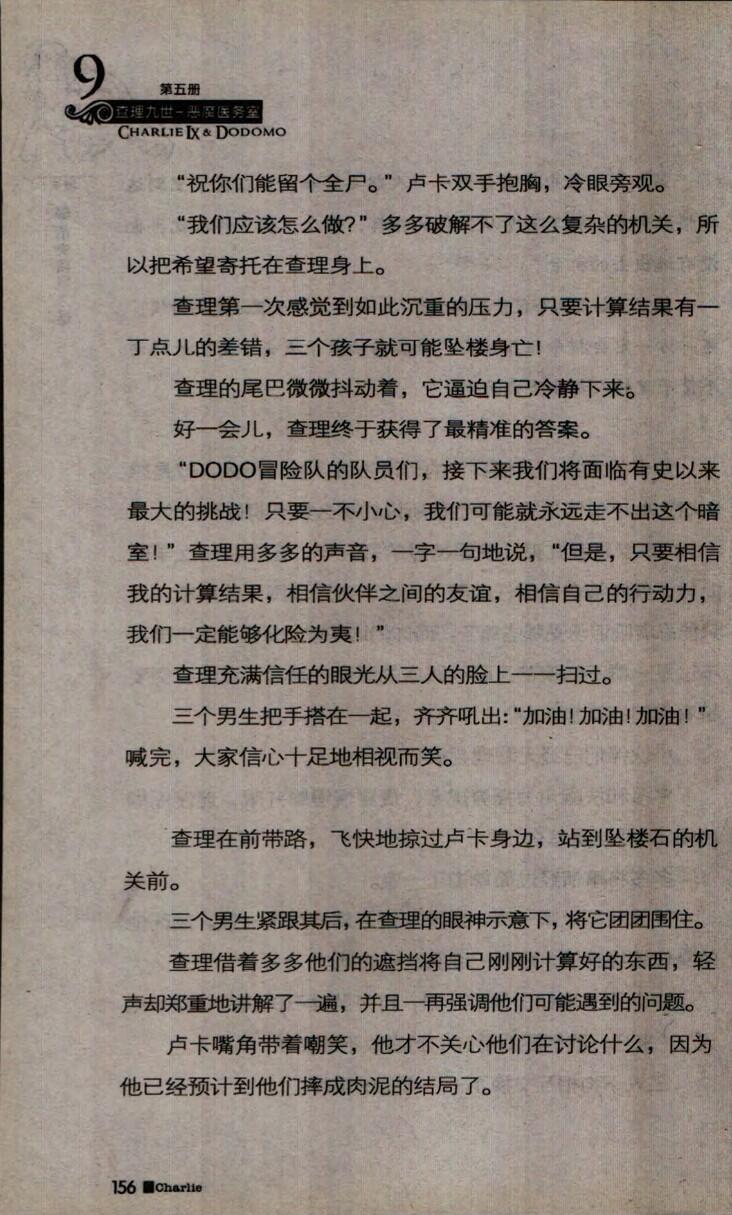 9
第五册
查理九世-恶魔医务室
CHARLIE IX & DODOMO
“祝你们能留个全尸。”卢卡双手抱胸，冷眼旁观。
“我们应该怎么做？”多多破解不了这么复杂的机关，所
以把希望寄托在查理身上。
查理第一次感觉到如此沉重的压力，只要计算结果有一
丁点儿的差错，三个孩子就可能坠楼身亡！
查理的尾巴微微抖动着，它逼迫自己冷静下来。
好一会儿，查理终于获得了最精准的答案。
“DODO冒险队的队员们，接下来我们将面临有史以来
最大的挑战！只要一不小心，我们可能就永远走不出这个暗
室！”查理用多多的声音，一字一句地说，“但是，只要相信
我的计算结果，相信伙伴之间的友谊，相信自己的行动力，
我们一定能够化险为夷！”
查理充满信任的眼光从三人的脸上一一扫过。
三个男生把手搭在一起，齐齐吼出：“加油！加油！加油！”
喊完，大家信心十足地相视而笑。
查理在前带路，飞快地掠过卢卡身边，站到坠楼石的机
关前。
三个男生紧跟其后，在查理的眼神示意下，将它团团围住。
查理借着多多他们的遮挡将自己刚刚计算好的东西，轻
声却郑重地讲解了一遍，并且一再强调他们可能遇到的问题。
卢卡嘴角带着嘲笑，他才不关心他们在讨论什么，因为
他已经预计到他们摔成肉泥的结局了。
156 ■Charlie